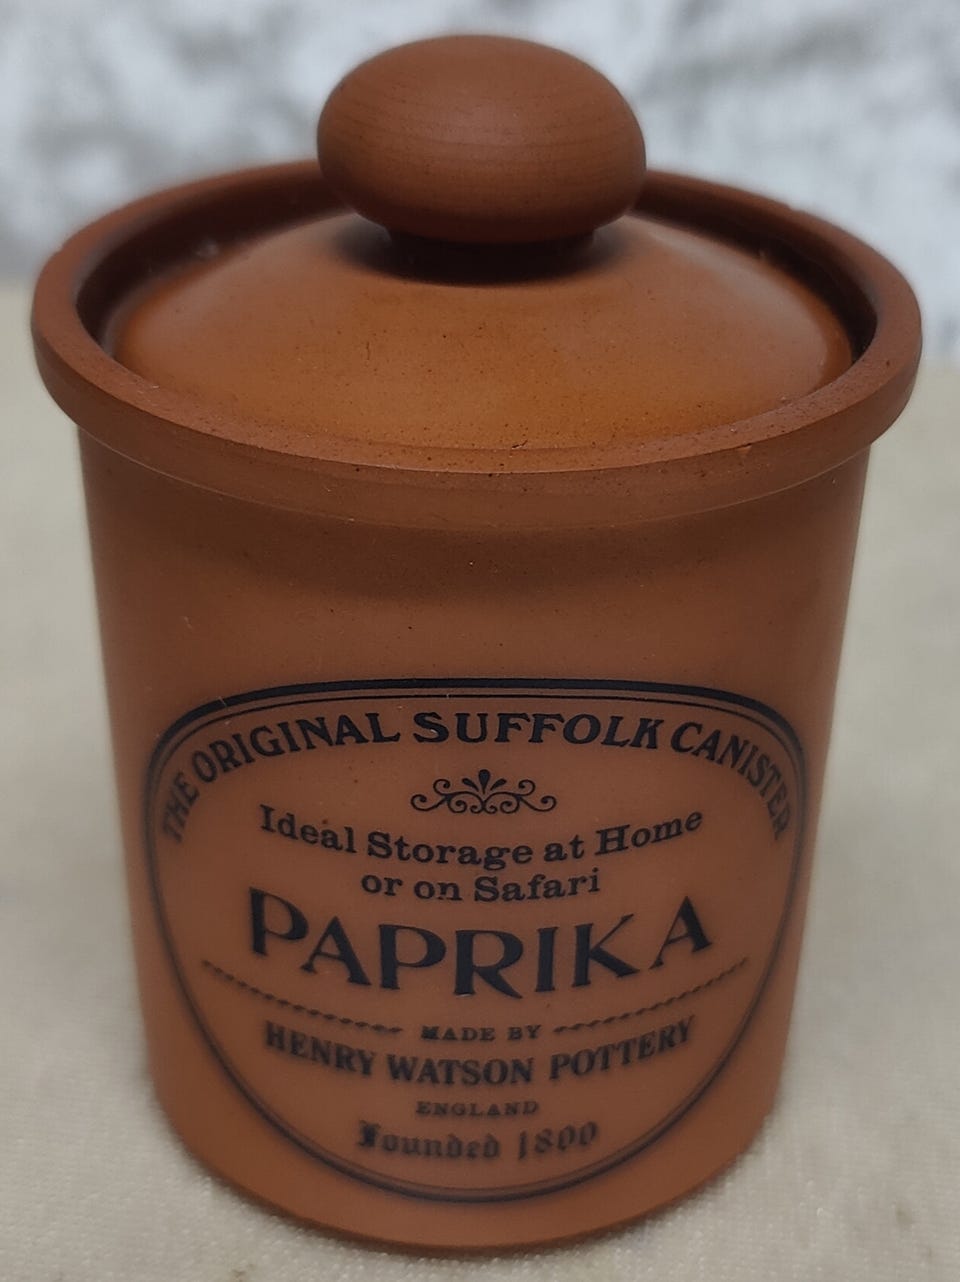 THE ORIGINAL SUFFOLK CANISTER
Ideal Storage at Home
or on Safari
PAPRIKA
MADE BY
HENRY WATSON POTTERY
ENGLAND
Founded 1800